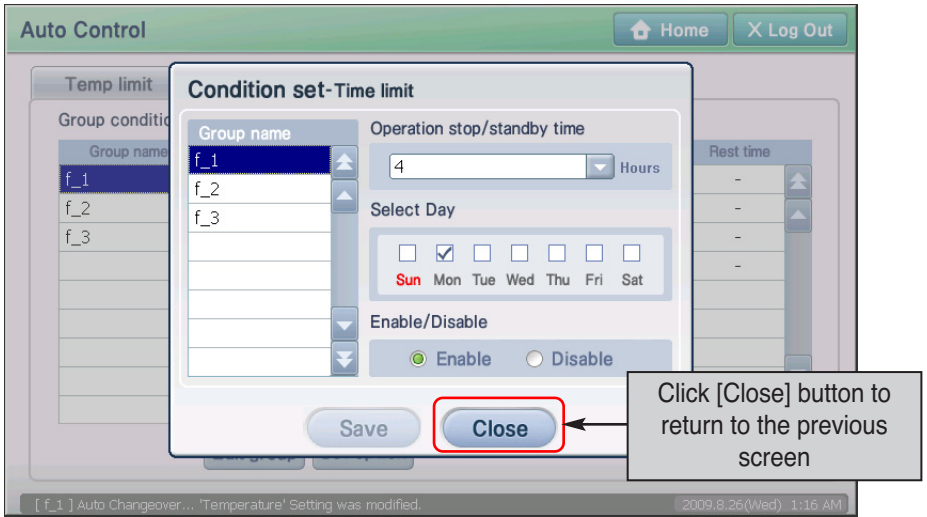 Auto Control
Home
X Log Out
Temp limit
Group conditio
Group name
Rest time
f_1
-
f_2
-
f_3
-
-
Condition set-Time limit
Group name
f_1
f_2
f_3
Operation stop/standby time
4
Hours
Select Day
Sun Mon Tue Wed Thu Fri Sat
Enable/Disable
Enable Disable
Save
Close
Click [Close] button to
return to the previous
screen
[ f_1 ] Auto Changeover... 'Temperature' Setting was modified.
2009.8.26(Wed) 1:16 AM